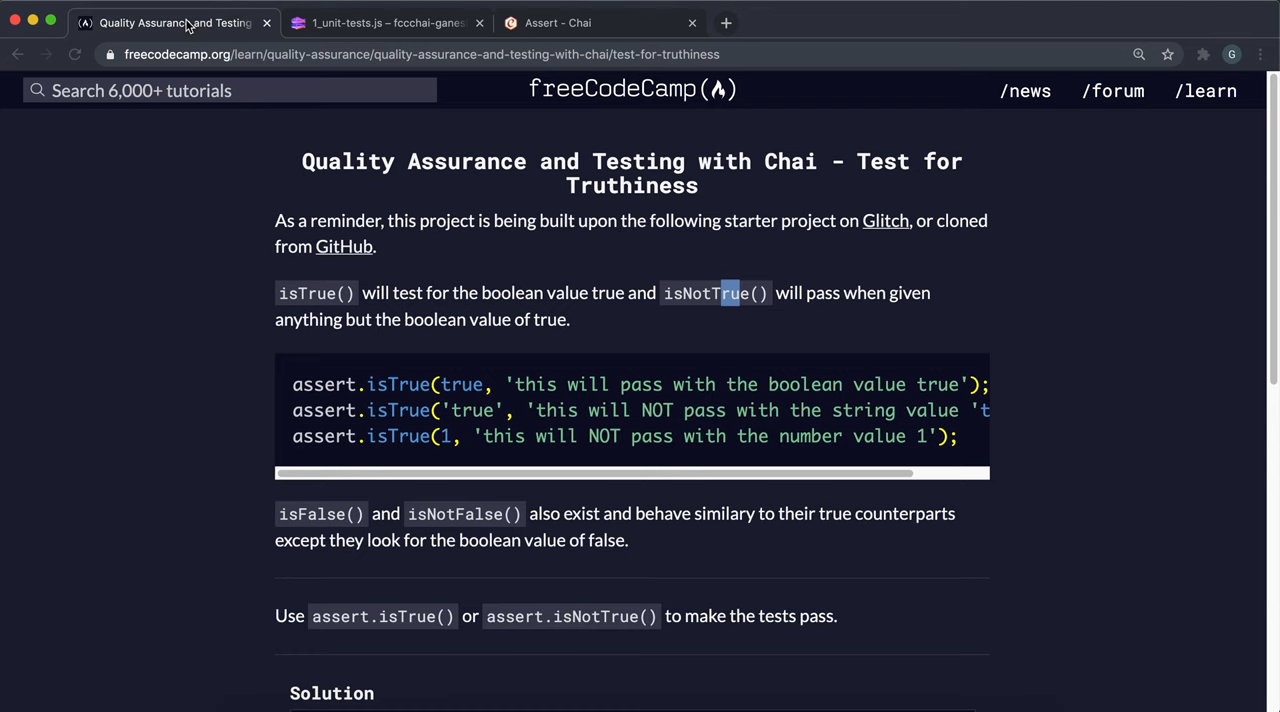 Quality Assurance and Testing
1_unit-tests.js – fccchai-ganes
Assert - Chai
freecodecamp.org/learn/quality-assurance/quality-assurance-and-testing-with-chai/test-for-truthiness
G
Search 6,000+ tutorials
freeCodeCamp
/news
/forum
/learn
Quality Assurance and Testing with Chai - Test for
Truthiness
As a reminder, this project is being built upon the following starter project on Glitch, or cloned
from GitHub.
isTrue() will test for the boolean value true and isNotTrue() will pass when given
anything but the boolean value of true.
assert.isTrue(true, 'this will pass with the boolean value true');
assert.isTrue('true', 'this will NOT pass with the string value 't
assert.isTrue(1, 'this will NOT pass with the number value 1');
isFalse() and isNotFalse() also exist and behave similary to their true counterparts
except they look for the boolean value of false.
Use assert.isTrue() or assert.isNotTrue() to make the tests pass.
Solution